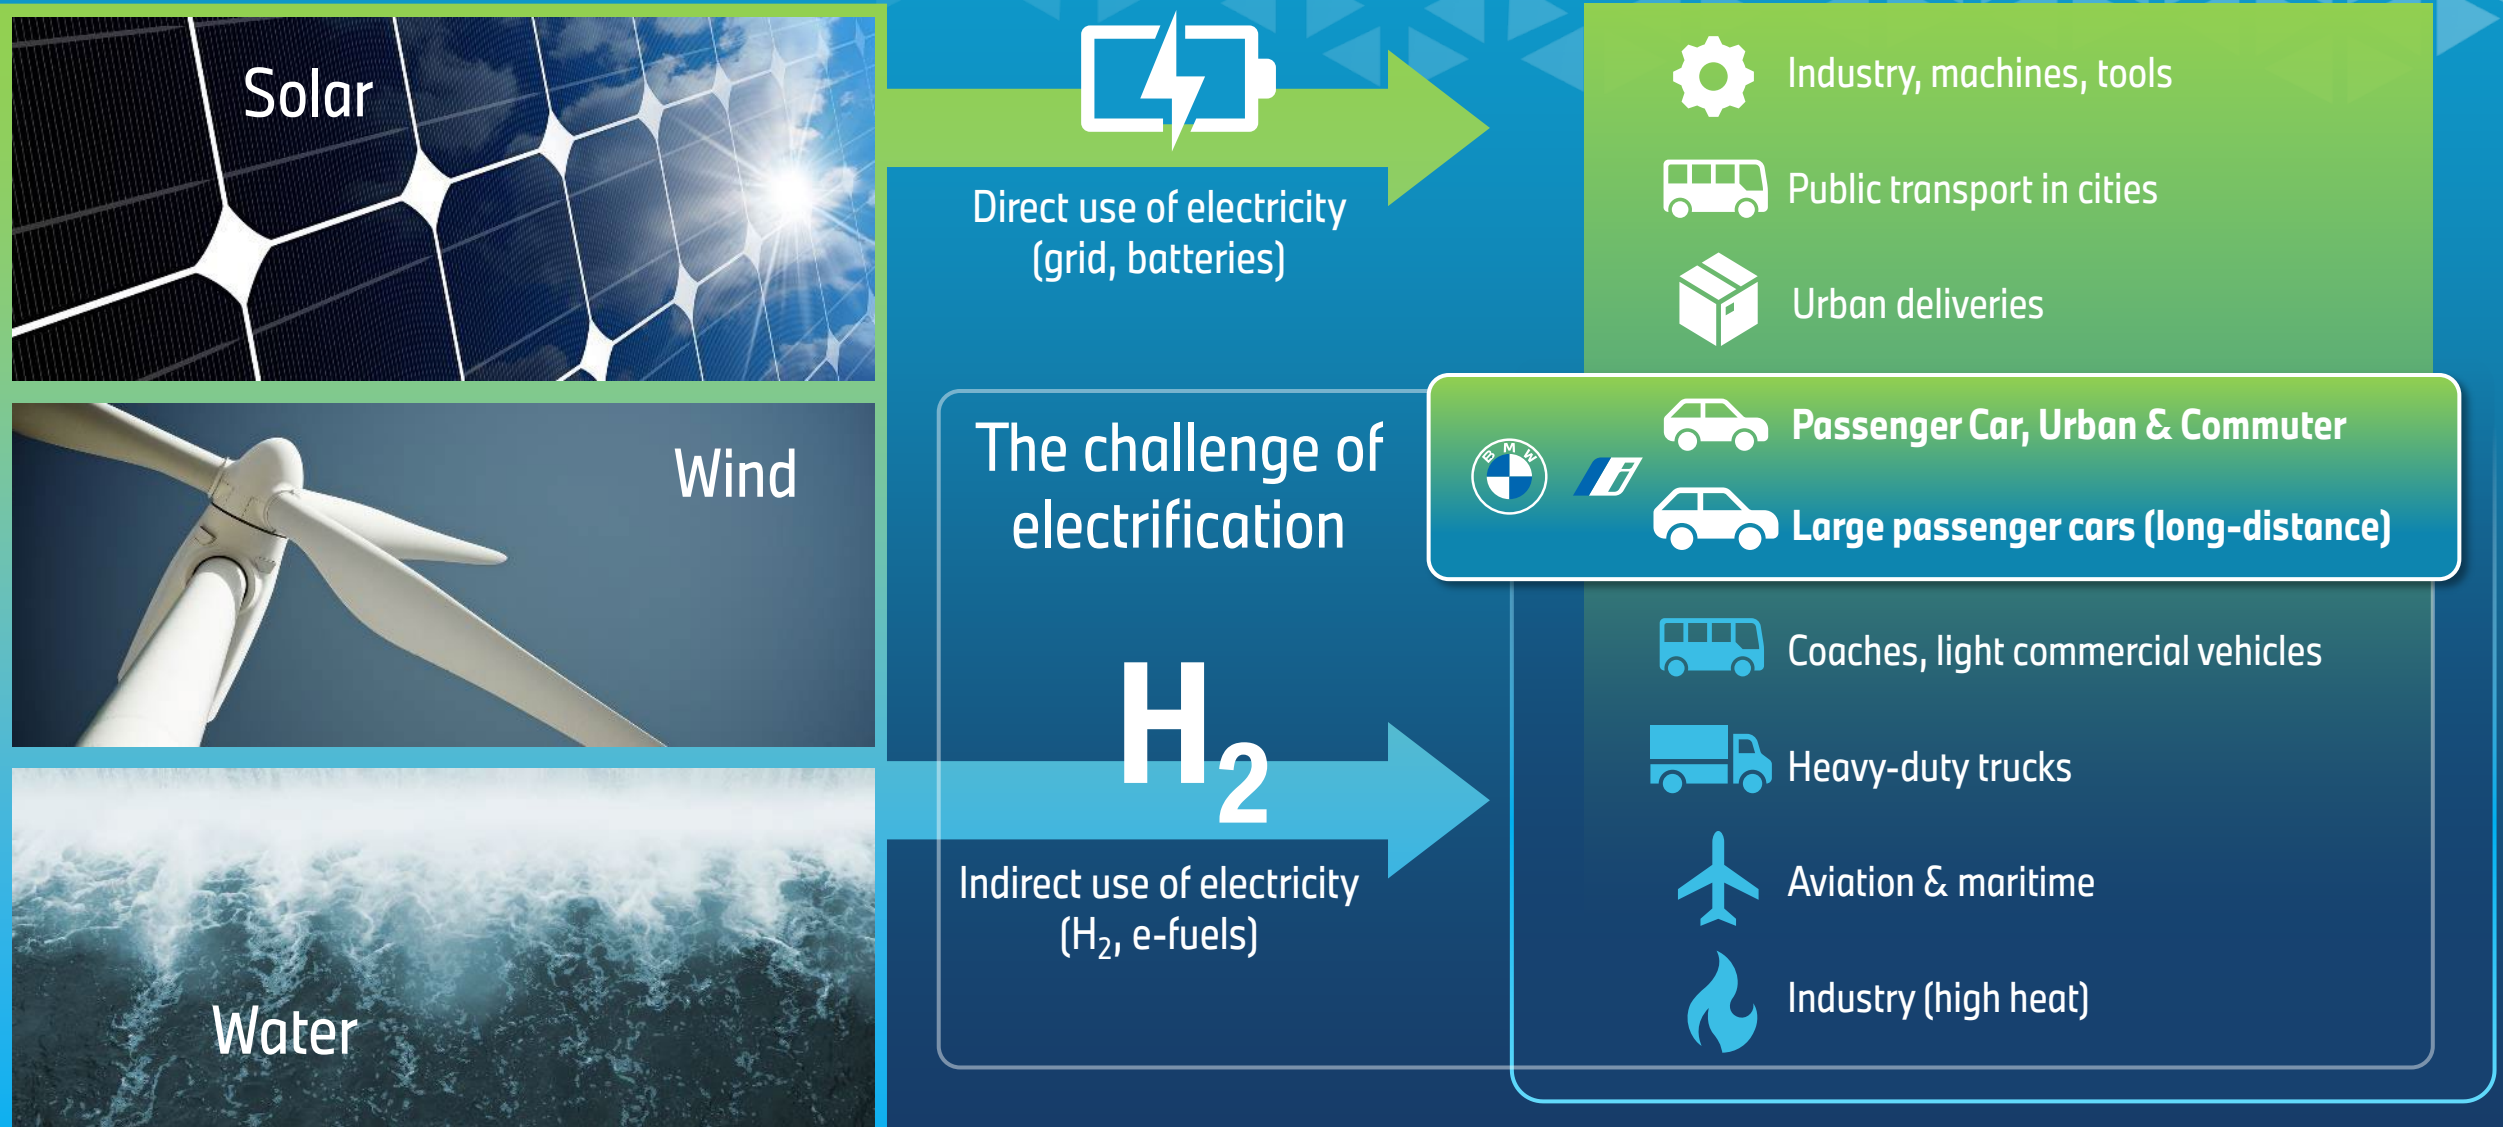 Solar
Wind
Water
Direct use of electricity
(grid, batteries)
The challenge of
electrification
H₂
Indirect use of electricity
(H₂, e-fuels)
Industry, machines, tools
Public transport in cities
Urban deliveries
BMW
i
Passenger Car, Urban & Commuter
Large passenger cars (long-distance)
Coaches, light commercial vehicles
Heavy-duty trucks
Aviation & maritime
Industry (high heat)